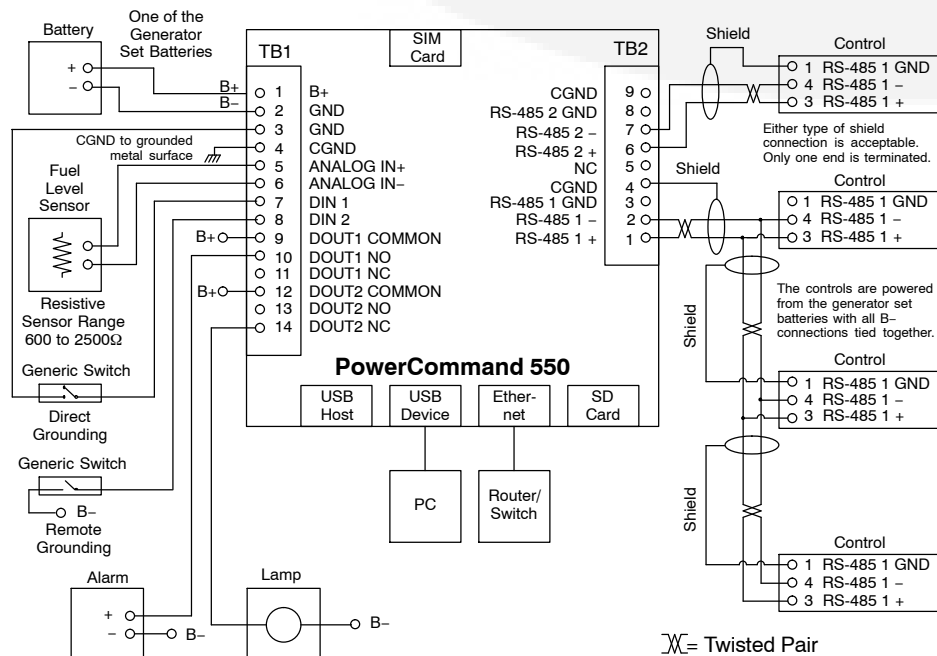 Battery
One of the
Generator
Set Batteries
+
−
B+
B−
CGND to grounded
metal surface
Fuel
Level
Sensor
Resistive
Sensor Range
600 to 2500Ω
B+
B+
Generic Switch
Direct
Grounding
Generic Switch
B−
Remote
Grounding
Alarm
+
−
B−
Lamp
B−
TB1
1 B+
2 GND
3 GND
4 CGND
5 ANALOG IN+
6 ANALOG IN−
7 DIN 1
8 DIN 2
9 DOUT1 COMMON
10 DOUT1 NO
11 DOUT1 NC
12 DOUT2 COMMON
13 DOUT2 NO
14 DOUT2 NC
SIM
Card
TB2
CGND 9
RS-485 2 GND 8
RS-485 2 − 7
RS-485 2 + 6
NC 5
CGND 4
RS-485 1 GND 3
RS-485 1 − 2
RS-485 1 + 1
PowerCommand 550
USB
Host
USB
Device
Ether-
net
SD
Card
PC
Router/
Switch
Shield
Control
1 RS-485 1 GND
4 RS-485 1 −
3 RS-485 1 +
Either type of shield
connection is acceptable.
Only one end is terminated.
Shield
Control
1 RS-485 1 GND
4 RS-485 1 −
3 RS-485 1 +
The controls are powered
from the generator set
batteries with all B−
connections tied together.
Shield
Control
1 RS-485 1 GND
4 RS-485 1 −
3 RS-485 1 +
Shield
Control
1 RS-485 1 GND
4 RS-485 1 −
3 RS-485 1 +
= Twisted Pair